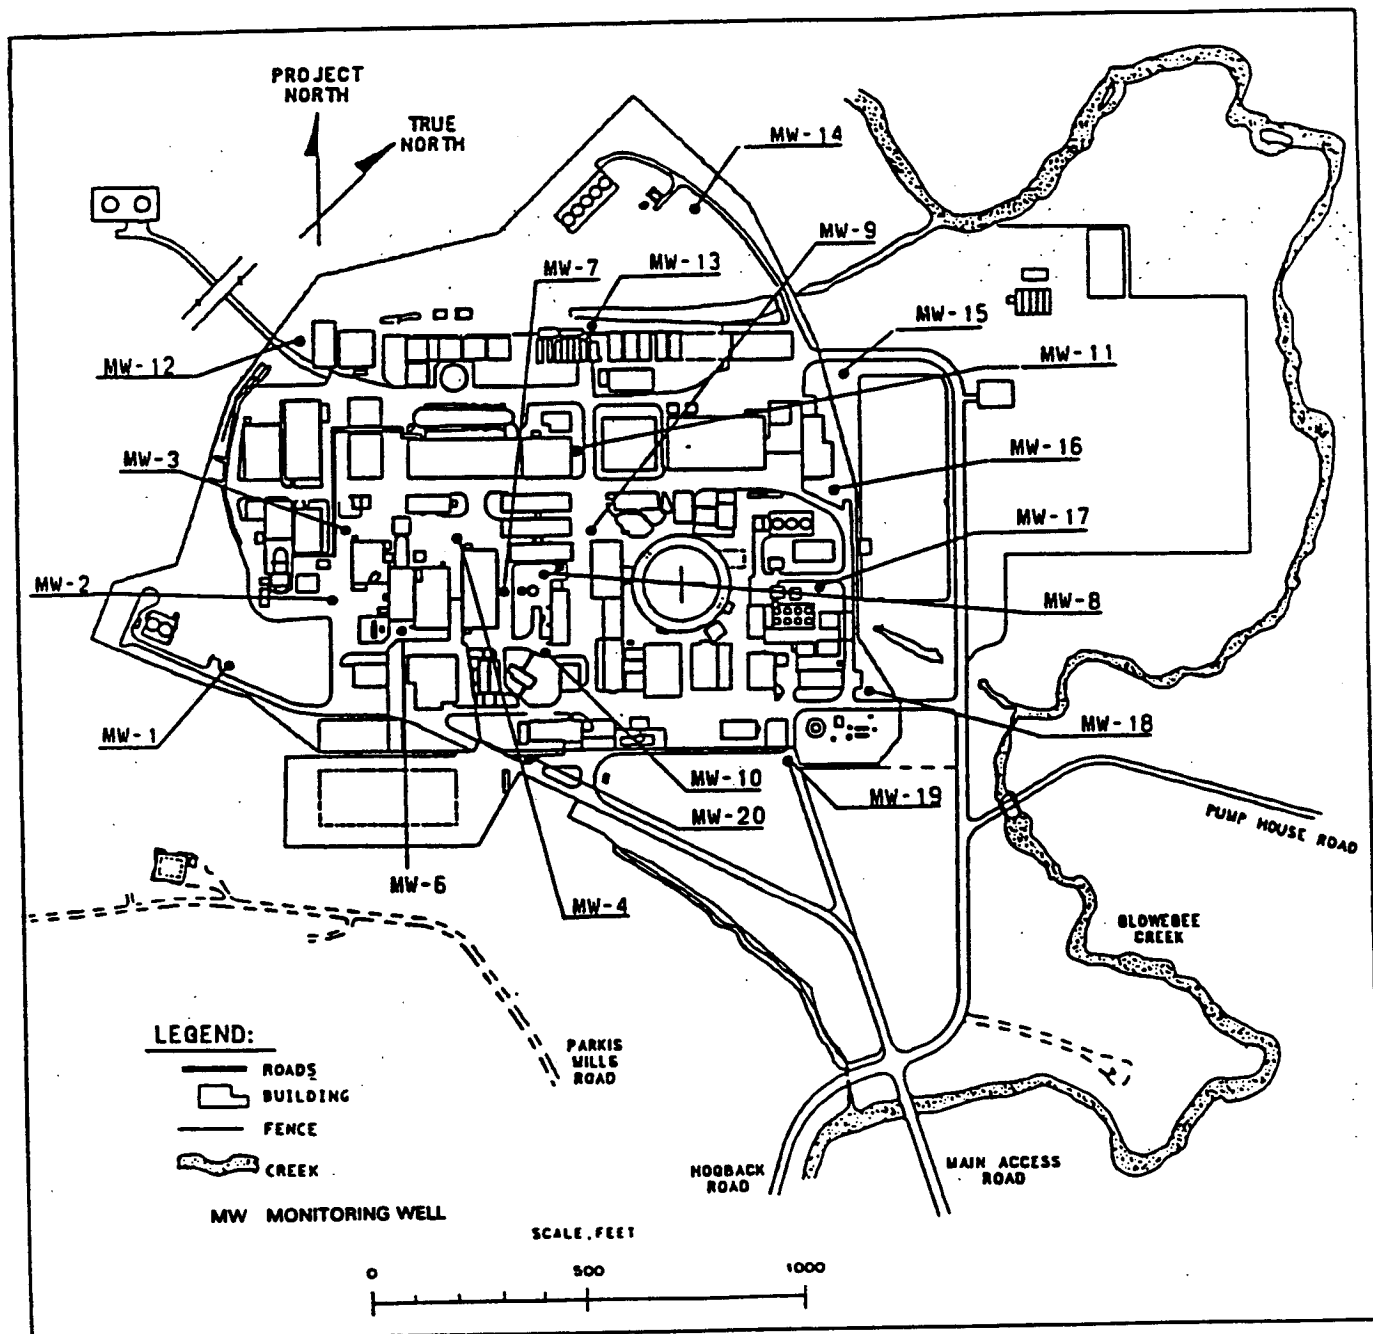 PROJECT
NORTH
TRUE
NORTH
MW-14
MW-9
MW-7
MW-13
MW-15
MW-12
MW-11
MW-3
MW-16
MW-17
MW-2
MW-8
MW-1
MW-18
MW-10
MW-19
MW-20
PUMP HOUSE ROAD
MW-6
MW-4
BLOWEBEE
CREEK
LEGEND:
ROADS
BUILDING
FENCE
CREEK
MW MONITORING WELL
PARKIS
MILLS
ROAD
HOGBACK
ROAD
MAIN ACCESS
ROAD
SCALE, FEET
0
500
1000